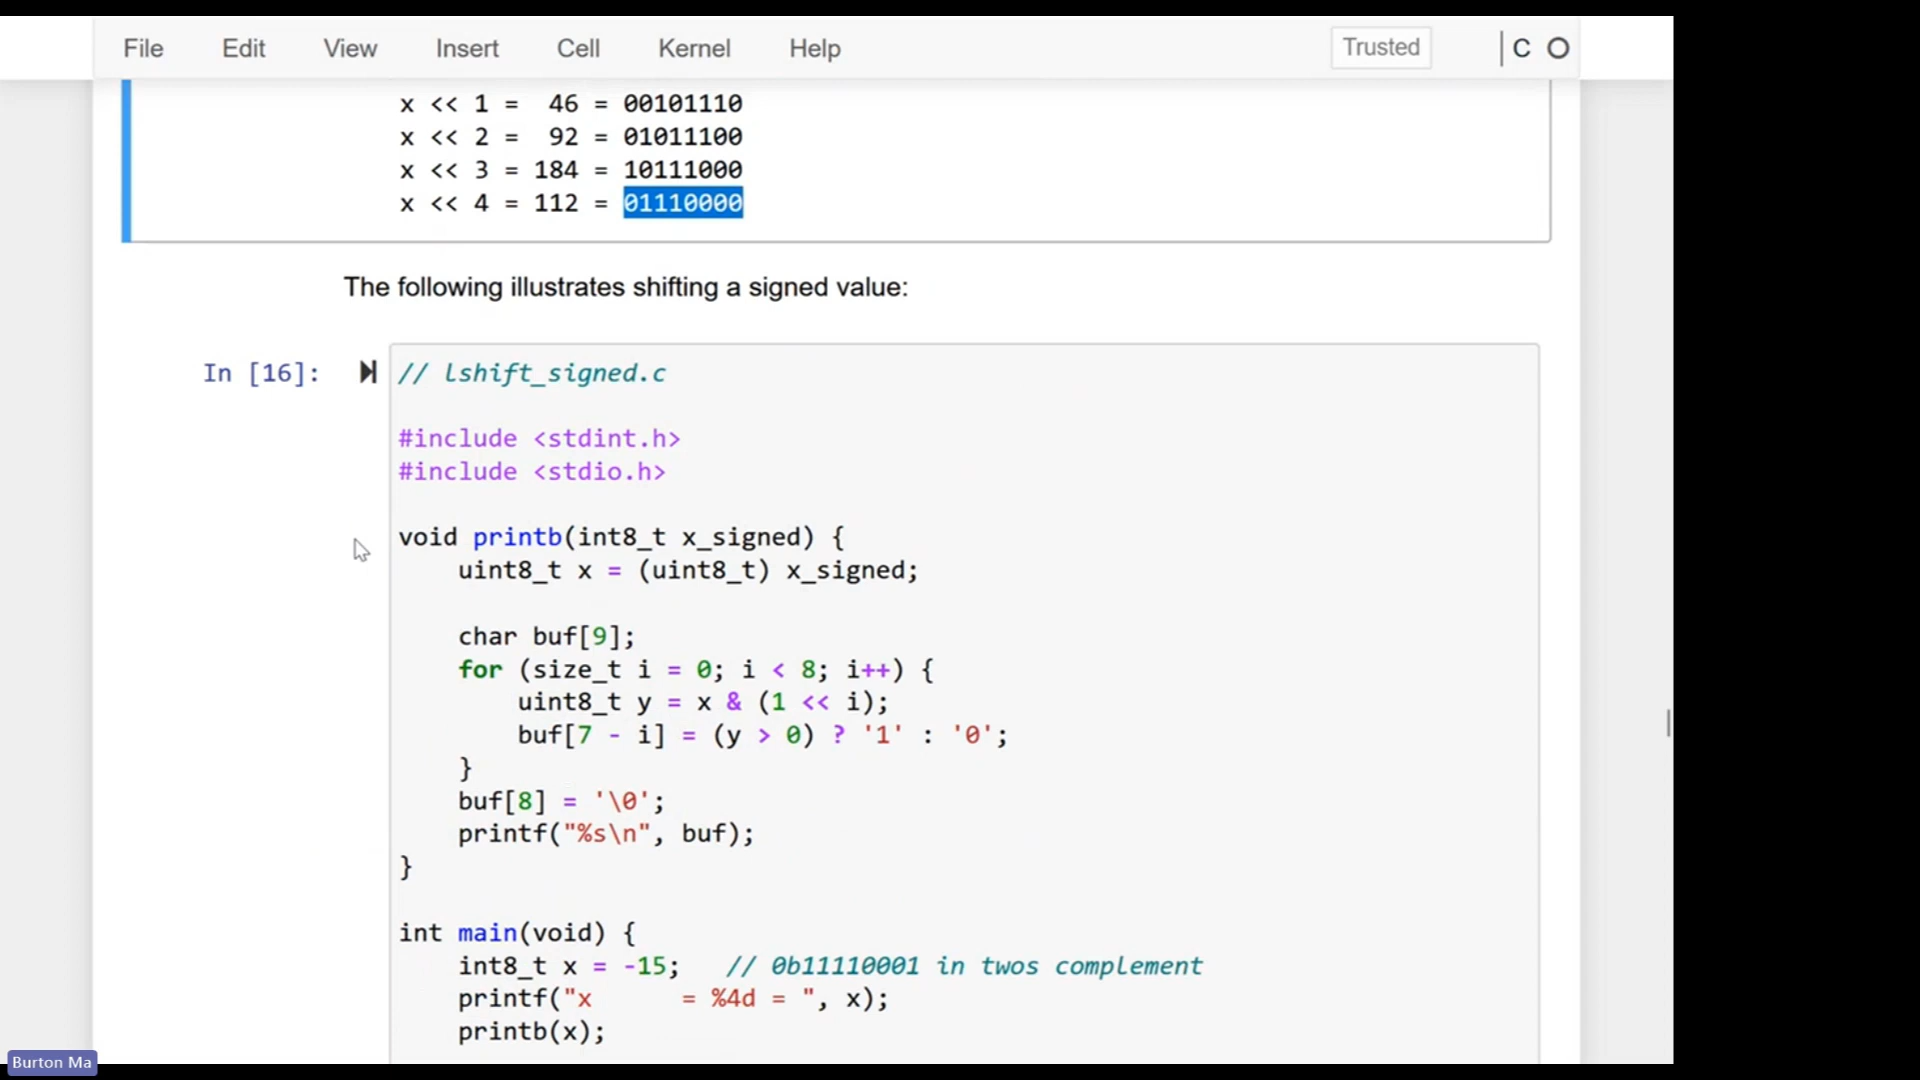 File Edit View Insert Cell Kernel Help Trusted C
x << 1 =  46 = 00101110
x << 2 =  92 = 01011100
x << 3 = 184 = 10111000
x << 4 = 112 = 01110000
The following illustrates shifting a signed value:
In [16]: // lshift_signed.c
#include <stdint.h>
#include <stdio.h>
void printb(int8_t x_signed) {
    uint8_t x = (uint8_t) x_signed;
    char buf[9];
    for (size_t i = 0; i < 8; i++) {
        uint8_t y = x & (1 << i);
        buf[7 - i] = (y > 0) ? '1' : '0';
    }
    buf[8] = '\0';
    printf("%s\n", buf);
}
int main(void) {
    int8_t x = -15;   // 0b11110001 in twos complement
    printf("x      = %4d = ", x);
    printb(x);
Burton Ma